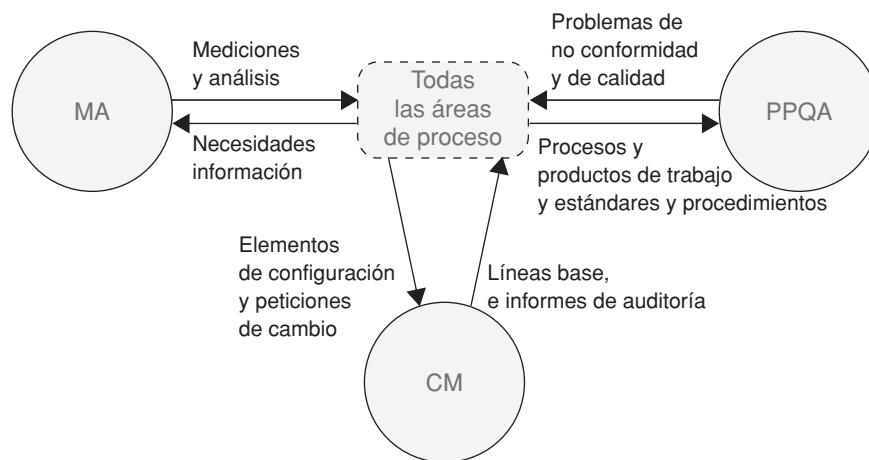 Mediciones
y análisis
MA
Necesidades
información
Todas
las áreas
de proceso
Problemas de
no conformidad
y de calidad
PPQA
Procesos y
productos de trabajo
y estándares y procedimientos
Elementos
de configuración
y peticiones
de cambio
Líneas base,
e informes de auditoría
CM